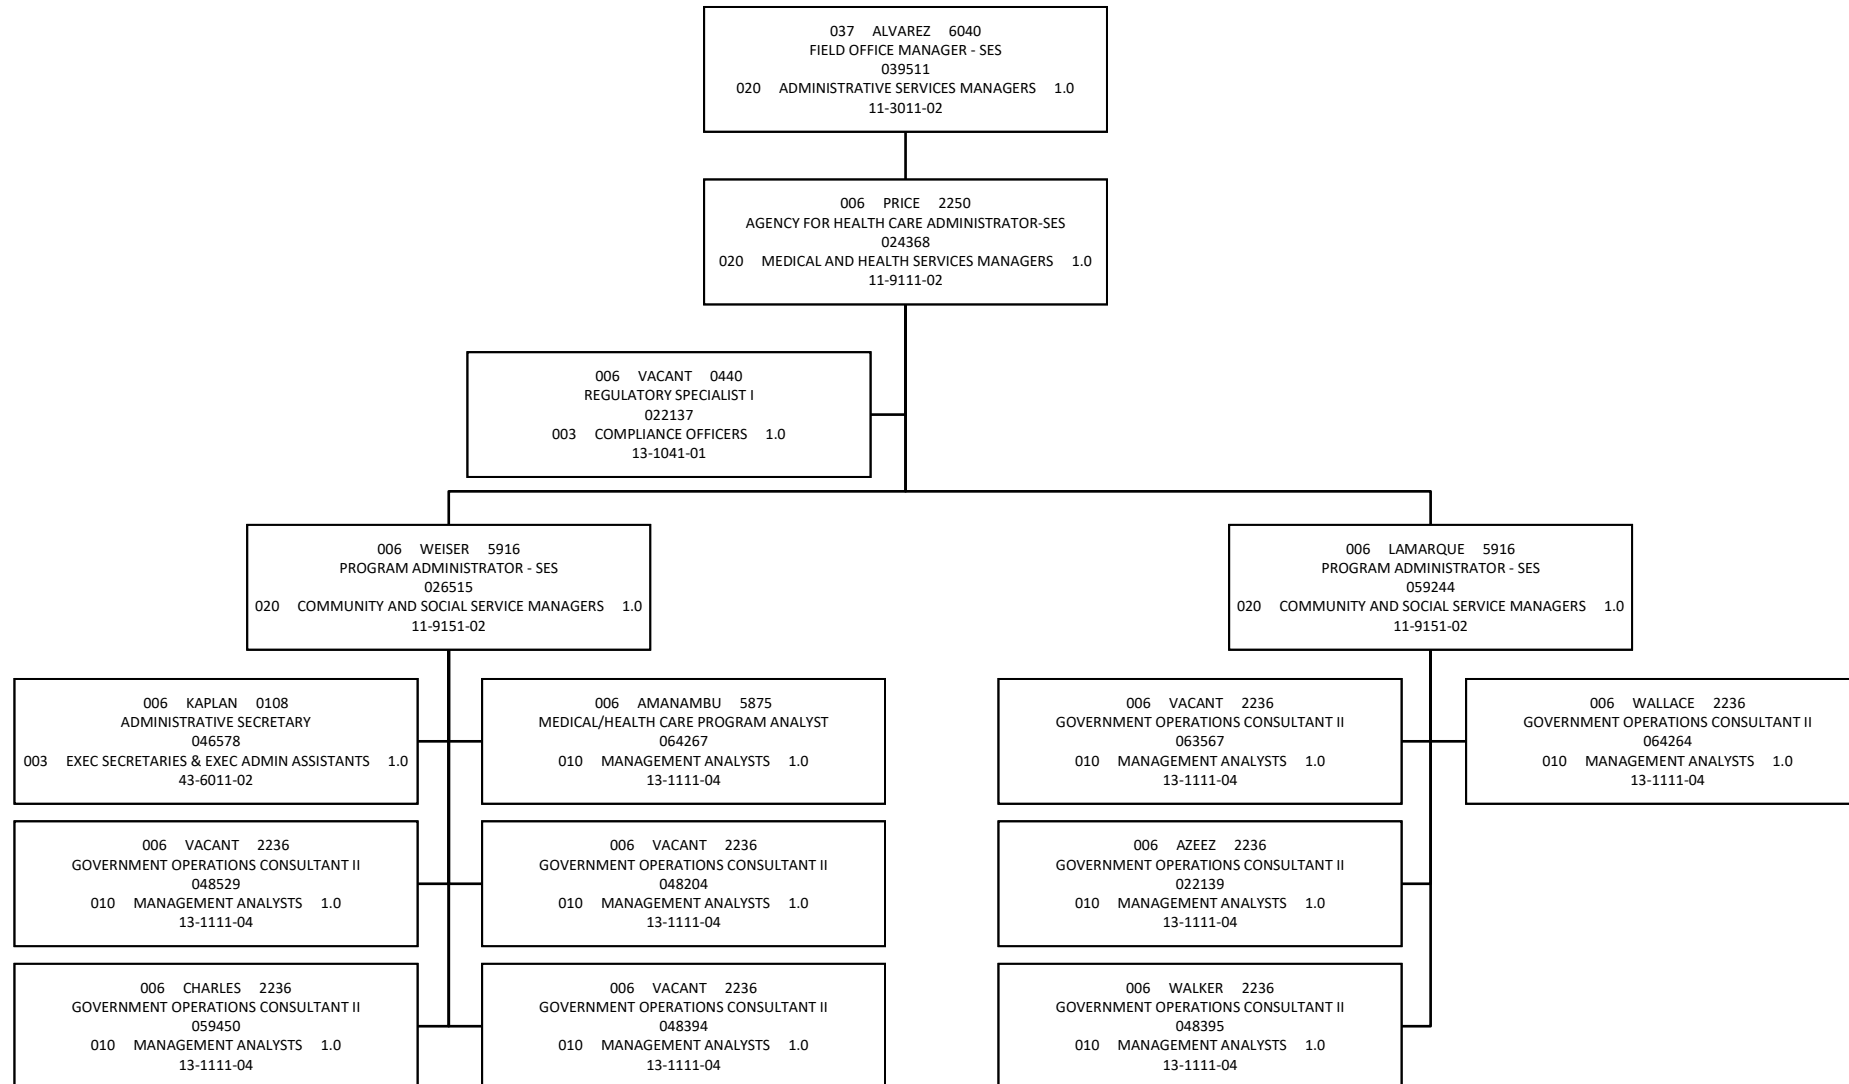 037 ALVAREZ 6040
FIELD OFFICE MANAGER - SES
039511
020 ADMINISTRATIVE SERVICES MANAGERS 1.0
11-3011-02
006 PRICE 2250
AGENCY FOR HEALTH CARE ADMINISTRATOR-SES
024368
020 MEDICAL AND HEALTH SERVICES MANAGERS 1.0
11-9111-02
006 VACANT 0440
REGULATORY SPECIALIST I
022137
003 COMPLIANCE OFFICERS 1.0
13-1041-01
006 WEISER 5916
PROGRAM ADMINISTRATOR - SES
026515
020 COMMUNITY AND SOCIAL SERVICE MANAGERS 1.0
11-9151-02
006 LAMARQUE 5916
PROGRAM ADMINISTRATOR - SES
059244
020 COMMUNITY AND SOCIAL SERVICE MANAGERS 1.0
11-9151-02
006 KAPLAN 0108
ADMINISTRATIVE SECRETARY
046578
003 EXEC SECRETARIES & EXEC ADMIN ASSISTANTS 1.0
43-6011-02
006 AMANAMBU 5875
MEDICAL/HEALTH CARE PROGRAM ANALYST
064267
010 MANAGEMENT ANALYSTS 1.0
13-1111-04
006 VACANT 2236
GOVERNMENT OPERATIONS CONSULTANT II
063567
010 MANAGEMENT ANALYSTS 1.0
13-1111-04
006 WALLACE 2236
GOVERNMENT OPERATIONS CONSULTANT II
064264
010 MANAGEMENT ANALYSTS 1.0
13-1111-04
006 VACANT 2236
GOVERNMENT OPERATIONS CONSULTANT II
048529
010 MANAGEMENT ANALYSTS 1.0
13-1111-04
006 VACANT 2236
GOVERNMENT OPERATIONS CONSULTANT II
048204
010 MANAGEMENT ANALYSTS 1.0
13-1111-04
006 AZEEZ 2236
GOVERNMENT OPERATIONS CONSULTANT II
022139
010 MANAGEMENT ANALYSTS 1.0
13-1111-04
006 CHARLES 2236
GOVERNMENT OPERATIONS CONSULTANT II
059450
010 MANAGEMENT ANALYSTS 1.0
13-1111-04
006 VACANT 2236
GOVERNMENT OPERATIONS CONSULTANT II
048394
010 MANAGEMENT ANALYSTS 1.0
13-1111-04
006 WALKER 2236
GOVERNMENT OPERATIONS CONSULTANT II
048395
010 MANAGEMENT ANALYSTS 1.0
13-1111-04